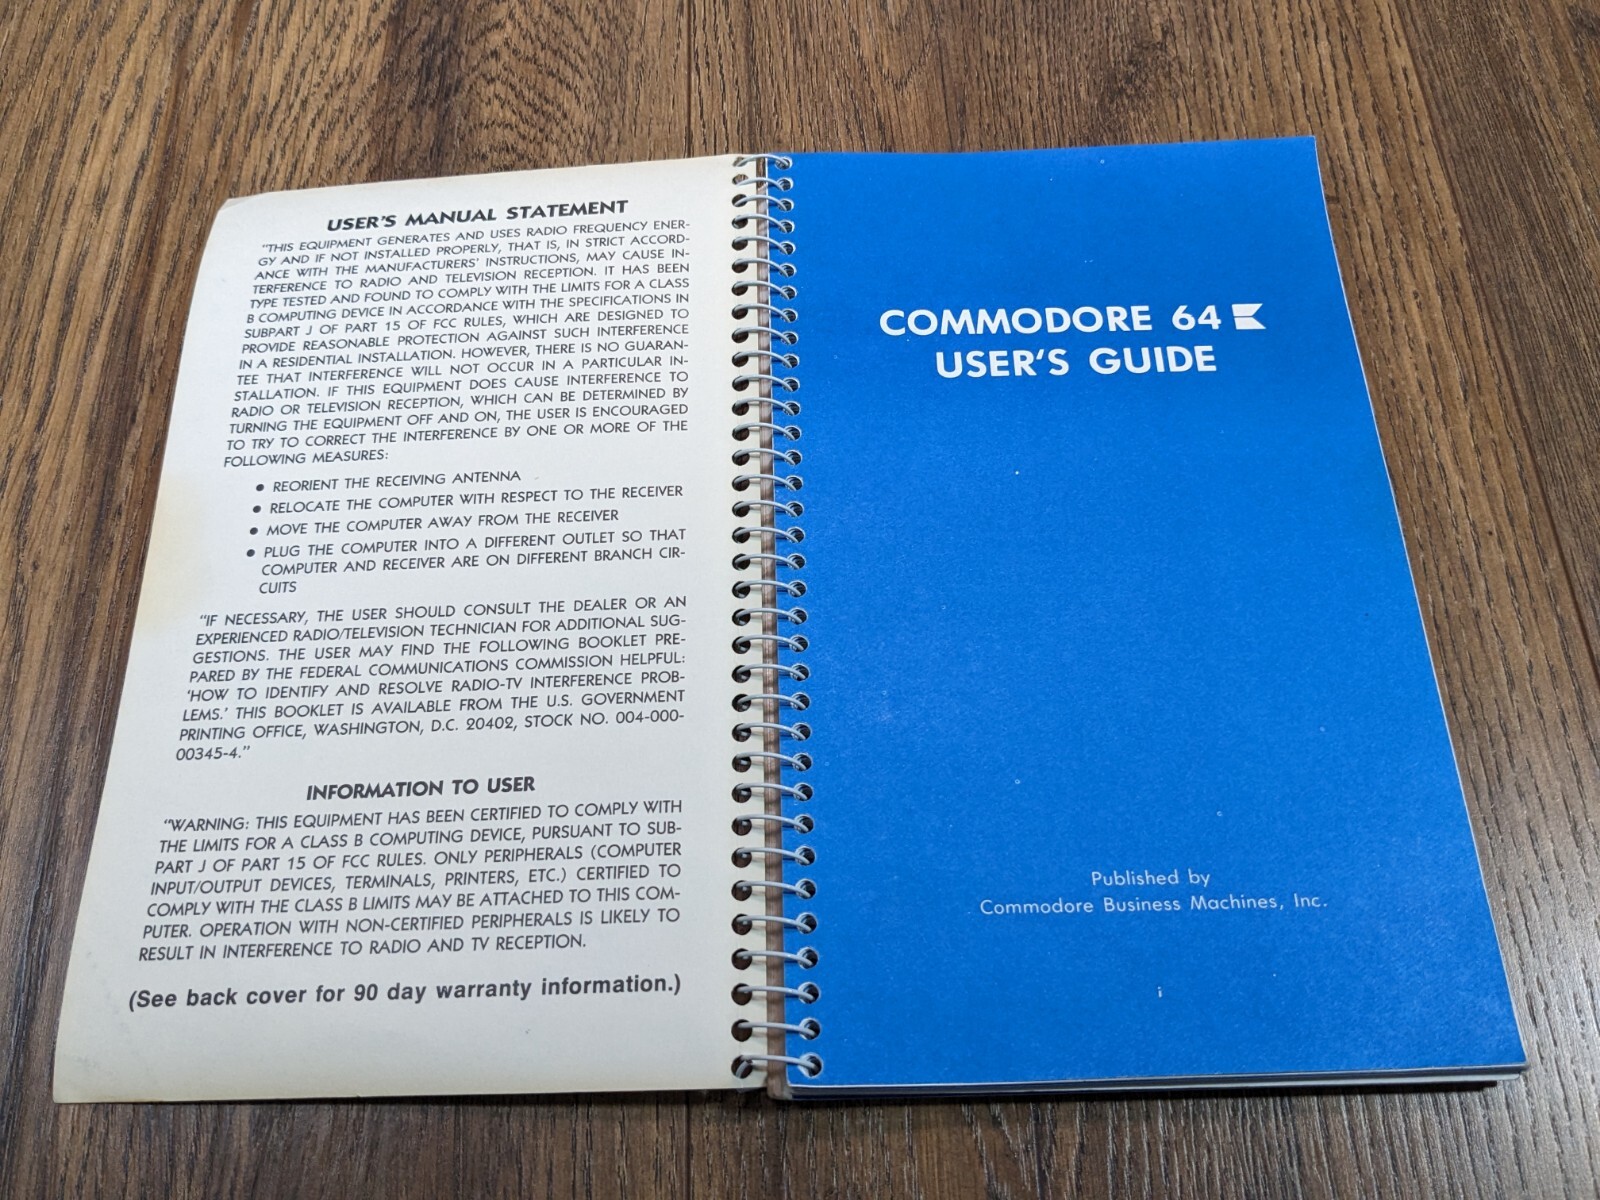 USER'S MANUAL STATEMENT
"THIS EQUIPMENT GENERATES AND USES RADIO FREQUENCY ENER-
GY AND IF NOT INSTALLED PROPERLY, THAT IS, IN STRICT ACCORD-
ANCE WITH THE MANUFACTURERS' INSTRUCTIONS, MAY CAUSE IN-
TERFERENCE TO RADIO AND TELEVISION RECEPTION. IT HAS BEEN
TYPE TESTED AND FOUND TO COMPLY WITH THE LIMITS FOR A CLASS
B COMPUTING DEVICE IN ACCORDANCE WITH THE SPECIFICATIONS IN
SUBPART J OF PART 15 OF FCC RULES, WHICH ARE DESIGNED TO
PROVIDE REASONABLE PROTECTION AGAINST SUCH INTERFERENCE
IN A RESIDENTIAL INSTALLATION. HOWEVER, THERE IS NO GUARAN-
TEE THAT INTERFERENCE WILL NOT OCCUR IN A PARTICULAR IN-
STALLATION. IF THIS EQUIPMENT DOES CAUSE INTERFERENCE TO
RADIO OR TELEVISION RECEPTION, WHICH CAN BE DETERMINED BY
TURNING THE EQUIPMENT OFF AND ON, THE USER IS ENCOURAGED
TO TRY TO CORRECT THE INTERFERENCE BY ONE OR MORE OF THE
FOLLOWING MEASURES:
● REORIENT THE RECEIVING ANTENNA
● RELOCATE THE COMPUTER WITH RESPECT TO THE RECEIVER
● MOVE THE COMPUTER AWAY FROM THE RECEIVER
● PLUG THE COMPUTER INTO A DIFFERENT OUTLET SO THAT
COMPUTER AND RECEIVER ARE ON DIFFERENT BRANCH CIR-
CUITS
"IF NECESSARY, THE USER SHOULD CONSULT THE DEALER OR AN
EXPERIENCED RADIO/TELEVISION TECHNICIAN FOR ADDITIONAL SUG-
GESTIONS. THE USER MAY FIND THE FOLLOWING BOOKLET PRE-
PARED BY THE FEDERAL COMMUNICATIONS COMMISSION HELPFUL:
'HOW TO IDENTIFY AND RESOLVE RADIO-TV INTERFERENCE PROB-
LEMS.' THIS BOOKLET IS AVAILABLE FROM THE U.S. GOVERNMENT
PRINTING OFFICE, WASHINGTON, D.C. 20402, STOCK NO. 004-000-
00345-4."
INFORMATION TO USER
"WARNING: THIS EQUIPMENT HAS BEEN CERTIFIED TO COMPLY WITH
THE LIMITS FOR A CLASS B COMPUTING DEVICE, PURSUANT TO SUB-
PART J OF PART 15 OF FCC RULES. ONLY PERIPHERALS (COMPUTER
INPUT/OUTPUT DEVICES, TERMINALS, PRINTERS, ETC.) CERTIFIED TO
COMPLY WITH THE CLASS B LIMITS MAY BE ATTACHED TO THIS COM-
PUTER. OPERATION WITH NON-CERTIFIED PERIPHERALS IS LIKELY TO
RESULT IN INTERFERENCE TO RADIO AND TV RECEPTION.
(See back cover for 90 day warranty information.)
COMMODORE 64
USER'S GUIDE
Published by
Commodore Business Machines, Inc.
i